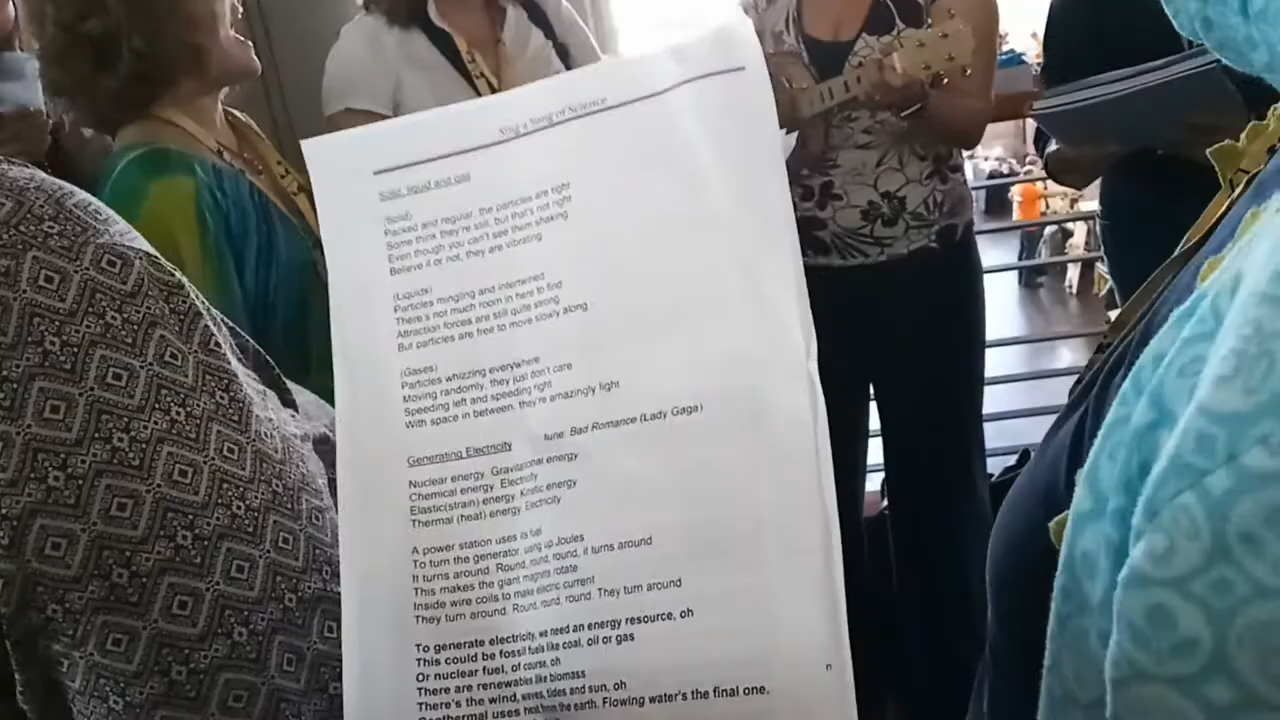 Sing a Song of Science
Solid, liquid and gas
(Solid)
Packed and regular, the particles are tight
Some think they're still, but that's not right
Even though you can't see them shaking
Believe it or not, they are vibrating
(Liquids)
Particles mingling and intertwined
There's not much room in here to find
Attraction forces are still quite strong
But particles are free to move slowly along
(Gases)
Particles whizzing everywhere
Moving randomly, they just don't care
Speeding left and speeding right
With space in between, they're amazingly light
Generating Electricity tune: Bad Romance (Lady Gaga)
Nuclear energy. Gravitational energy
Chemical energy. Electricity
Elastic(strain) energy. Kinetic energy
Thermal (heat) energy. Electricity
A power station uses its fuel
To turn the generator, using up Joules
It turns around. Round, round, round, it turns around
This makes the giant magnets rotate
Inside wire coils to make electric current
They turn around. Round, round, round. They turn around
To generate electricity, we need an energy resource, oh
This could be fossil fuels like coal, oil or gas
Or nuclear fuel, of course, oh
There are renewables like biomass
There's the wind, waves, tides and sun, oh
Geothermal uses heat from the earth. Flowing water's the final one.
n